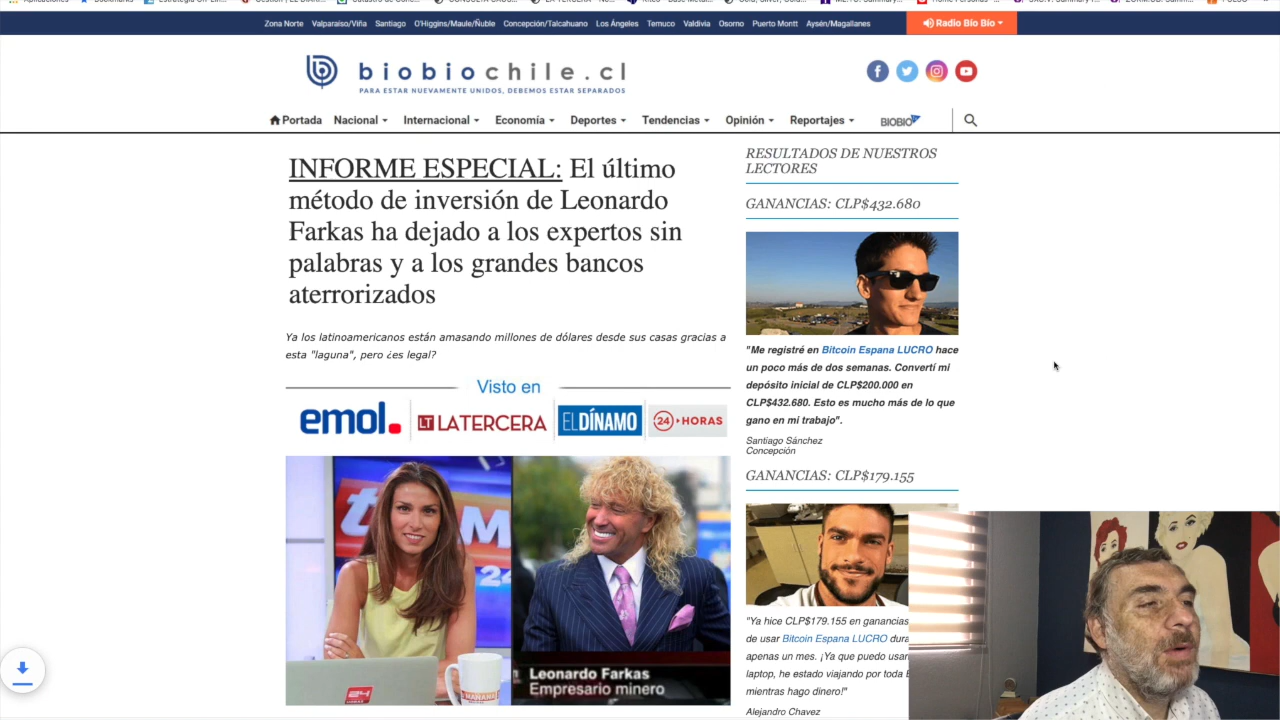 Zona Norte Valparaiso/Viña Santiago O'Higgins/Maule/Ñuble Concepción/Talcahuano Los Ángeles Temuco Valdivia Osorno Puerto Montt Aysén/Magallanes Radio Bío Bío
biobiochile.cl
PARA ESTAR NUEVAMENTE UNIDOS, DEBEMOS ESTAR SEPARADOS
Portada Nacional Internacional Economía Deportes Tendencias Opinión Reportajes BIOBIO
INFORME ESPECIAL: El último
método de inversión de Leonardo
Farkas ha dejado a los expertos sin
palabras y a los grandes bancos
aterrorizados
Ya los latinoamericanos están amasando millones de dólares desde sus casas gracias a
esta "laguna", pero ¿es legal?
Visto en
emol. LT LATERCERA EL DÍNAMO 24 HORAS
Leonardo Farkas
Empresario minero
RESULTADOS DE NUESTROS
LECTORES
GANANCIAS: CLP$432.680
"Me registré en Bitcoin Espana LUCRO hace
un poco más de dos semanas. Convertí mi
depósito inicial de CLP$200.000 en
CLP$432.680. Esto es mucho más de lo que
gano en mi trabajo".
Santiago Sánchez
Concepción
GANANCIAS: CLP$179.155
"Ya hice CLP$179.155 en ganancias
de usar Bitcoin Espana LUCRO
apenas un mes. ¡Ya que puedo
laptop, he estado viajando por toda
mientras hago dinero!"
Alejandro Chavez